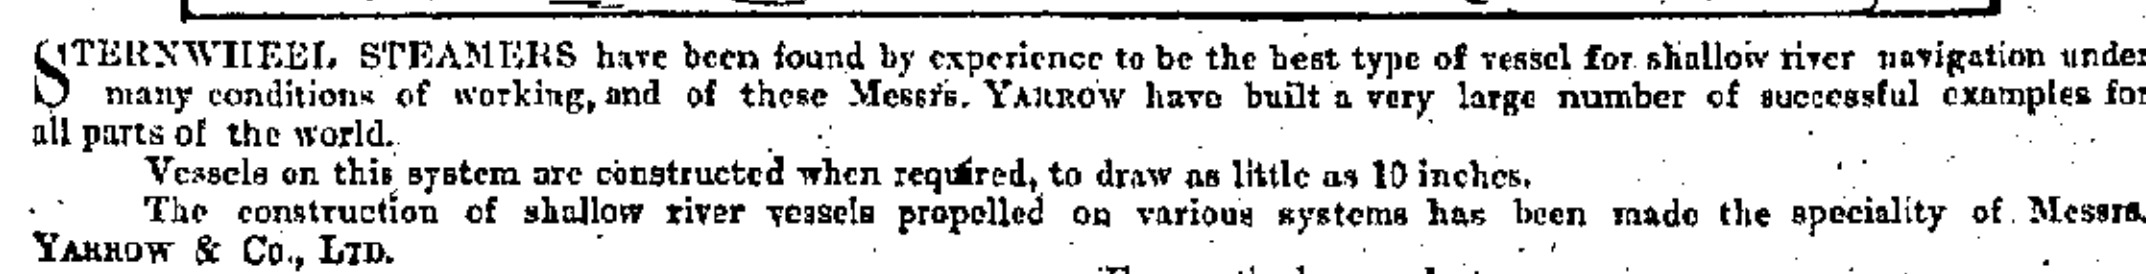 STERNWHEEL STEAMERS have been found by experience to be the best type of vessel for shallow river navigation under
many conditions of working, and of these Messrs. YARROW have built a very large number of successful examples for
all parts of the world.
Vessels on this system are constructed when required, to draw as little as 10 inches.
The construction of shallow river vessels propelled on various systems has been made the speciality of Messrs.
YARROW & Co., LTD.